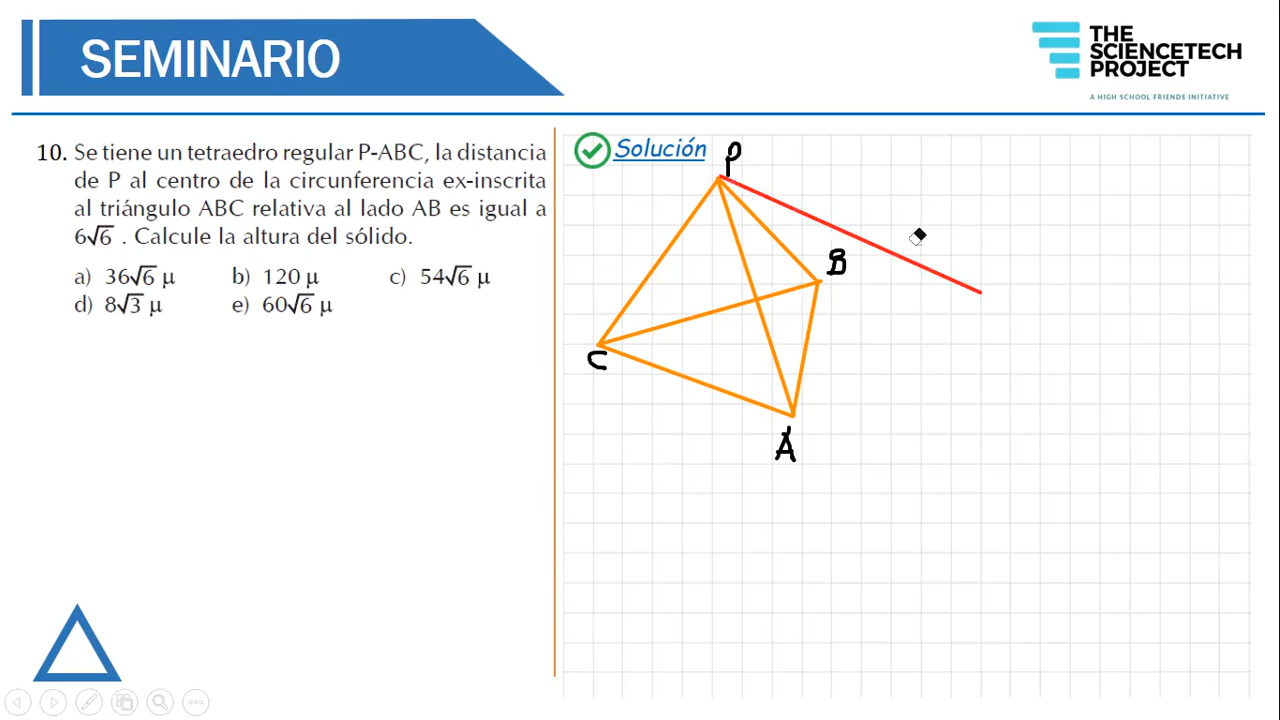 SEMINARIO
THE
SCIENCETECH
PROJECT
A HIGH SCHOOL FRIENDS INITIATIVE
10. Se tiene un tetraedro regular P-ABC, la distancia
de P al centro de la circunferencia ex-inscrita
al triángulo ABC relativa al lado AB es igual a
6√6 . Calcule la altura del sólido.
a) 36√6 µ b) 120 µ c) 54√6 µ
d) 8√3 µ e) 60√6 µ
Solución
P
B
C
A